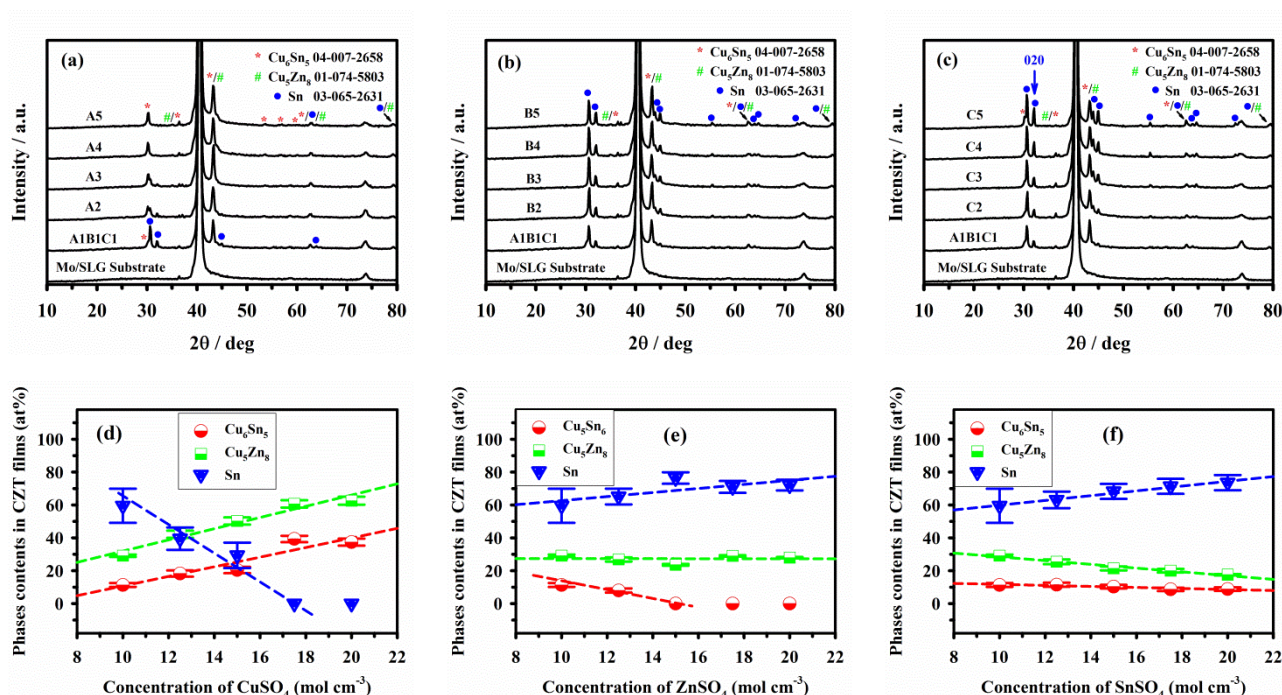 (a)
* Cu₆Sn₅ 04-007-2658
# Cu₅Zn₈ 01-074-5803
● Sn 03-065-2631
*/#
*
#/*
* * * */ ●/#
●/#
A5
A4
A3
A2
A1B1C1
Mo/SLG Substrate
Intensity / a.u.
10 20 30 40 50 60 70 80
2θ / deg
(b)
* Cu₆Sn₅ 04-007-2658
# Cu₅Zn₈ 01-074-5803
● Sn 03-065-2631
*/#
#/*
*/●/#
●/#
B5
B4
B3
B2
A1B1C1
Mo/SLG Substrate
Intensity / a.u.
10 20 30 40 50 60 70 80
2θ / deg
(c)
020
* Cu₆Sn₅ 04-007-2658
# Cu₅Zn₈ 01-074-5803
● Sn 03-065-2631
*/#
*
#/*
*/●/#
●/#
C5
C4
C3
C2
A1B1C1
Mo/SLG Substrate
Intensity / a.u.
10 20 30 40 50 60 70 80
2θ / deg
(d)
Cu₆Sn₅
Cu₅Zn₈
Sn
Phases contents in CZT films (at%)
100
80
60
40
20
0
8 10 12 14 16 18 20 22
Concentration of CuSO₄ (mol cm⁻³)
(e)
Cu₅Sn₆
Cu₅Zn₈
Sn
Phases contents in CZT films (at%)
100
80
60
40
20
0
8 10 12 14 16 18 20 22
Concentration of ZnSO₄ (mol cm⁻³)
(f)
Cu₆Sn₅
Cu₅Zn₈
Sn
Phases contents in CZT films (at%)
100
80
60
40
20
0
8 10 12 14 16 18 20 22
Concentration of SnSO₄ (mol cm⁻³)